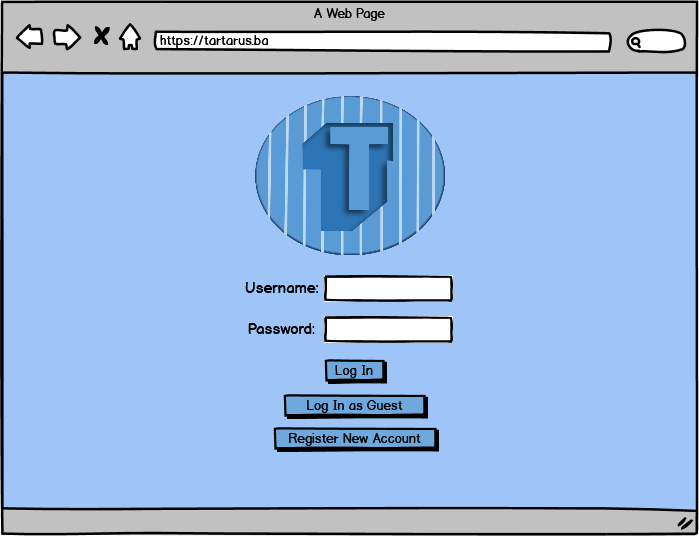 A Web Page
https://tartarus.ba
T
Username:
Password:
Log In
Log In as Guest
Register New Account